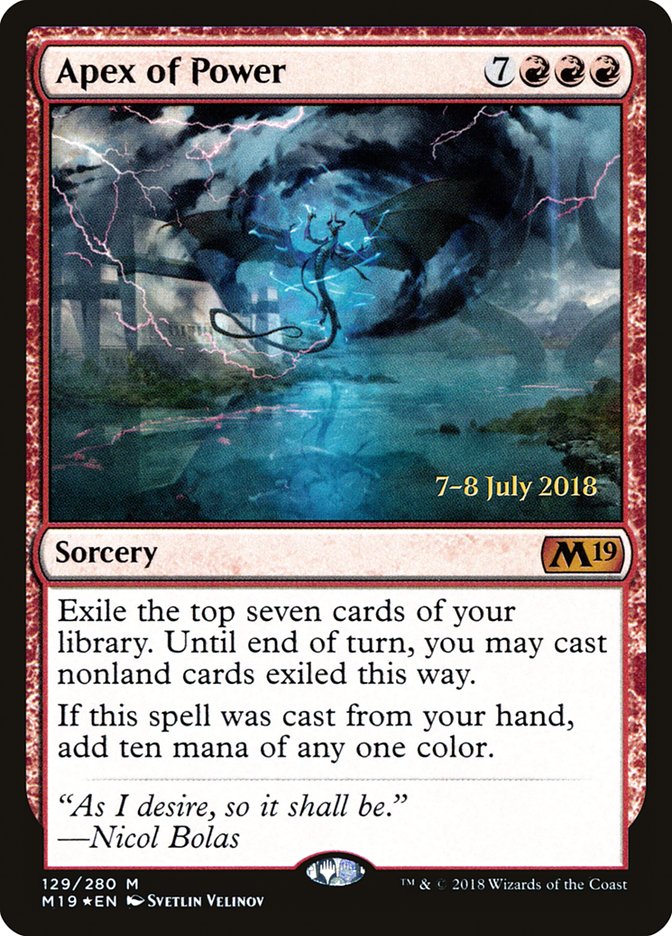 Apex of Power 7
7–8 July 2018
Sorcery M19
Exile the top seven cards of your
library. Until end of turn, you may cast
nonland cards exiled this way.
If this spell was cast from your hand,
add ten mana of any one color.
“As I desire, so it shall be.”
—Nicol Bolas
129/280 M
M19★EN Svetlin Velinov
™ & © 2018 Wizards of the Coast